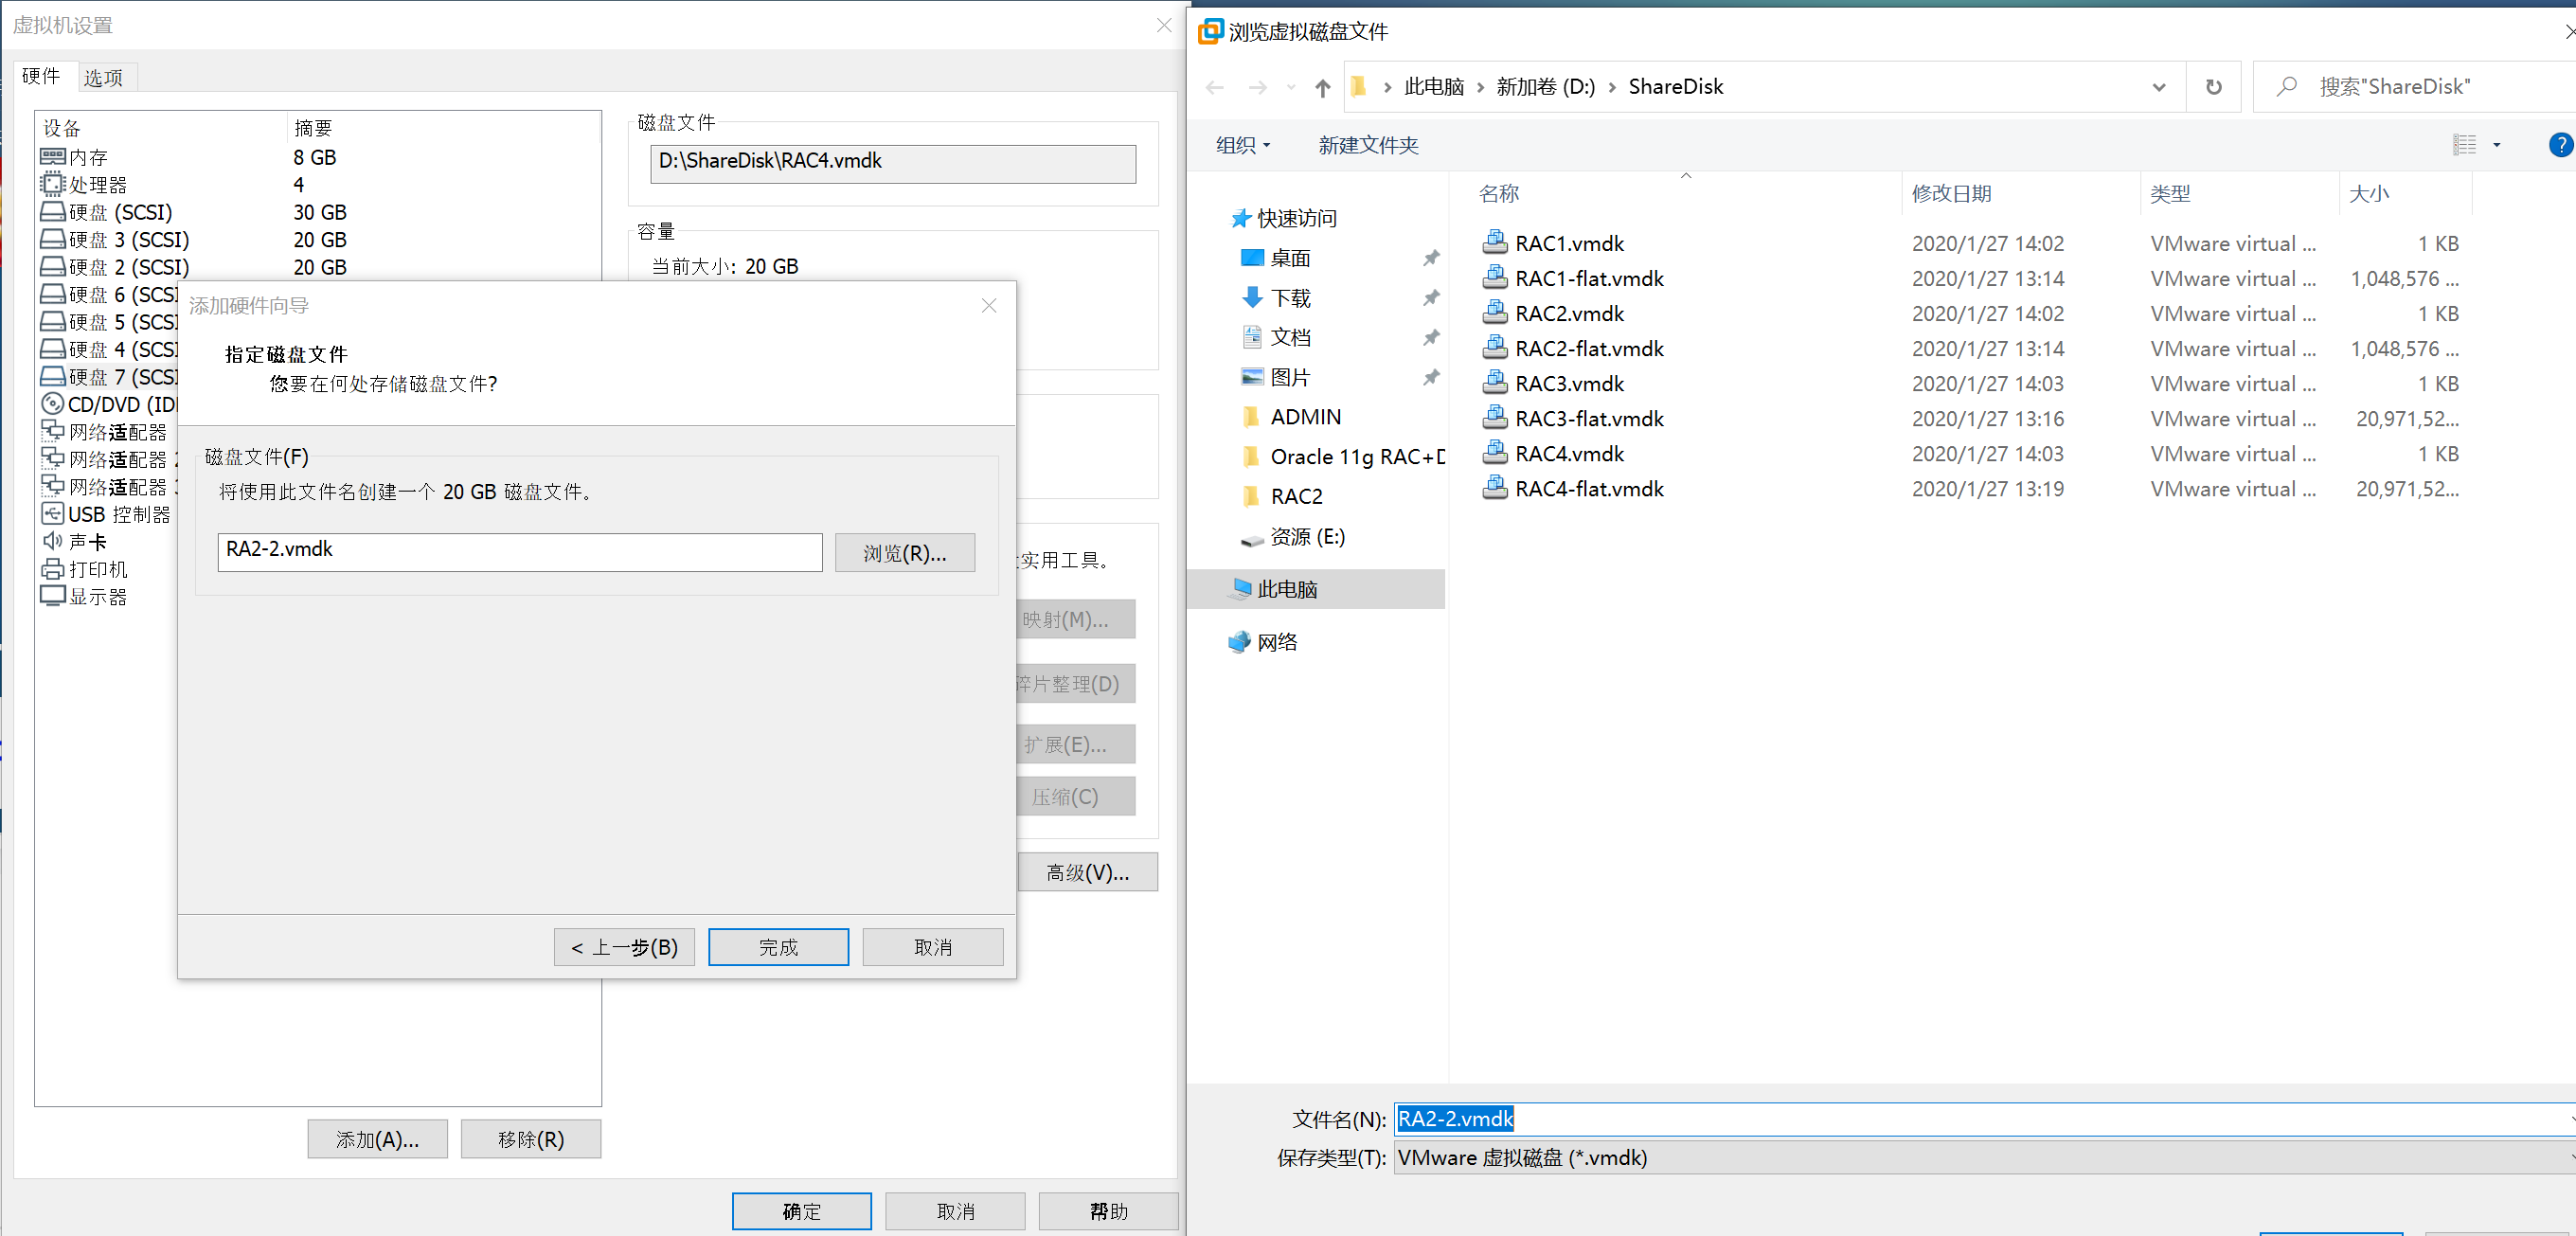 虚拟机设置
硬件
选项
设备
摘要
内存
8 GB
处理器
4
硬盘 (SCSI)
30 GB
硬盘 3 (SCSI)
20 GB
硬盘 2 (SCSI)
20 GB
硬盘 6 (SCSI
硬盘 5 (SCSI
硬盘 4 (SCSI
硬盘 7 (SCSI
CD/DVD (ID
网络适配器
网络适配器 2
网络适配器 3
USB 控制器
声卡
打印机
显示器
磁盘文件
D:\ShareDisk\RAC4.vmdk
容量
当前大小: 20 GB
实用工具。
映射(M)...
碎片整理(D)
扩展(E)...
压缩(C)
高级(V)...
添加硬件向导
指定磁盘文件
您要在何处存储磁盘文件?
磁盘文件(F)
将使用此文件名创建一个 20 GB 磁盘文件。
RA2-2.vmdk
浏览(R)...
< 上一步(B)
完成
取消
添加(A)...
移除(R)
确定
取消
帮助
浏览虚拟磁盘文件
此电脑 › 新加卷 (D:) › ShareDisk
搜索"ShareDisk"
组织
新建文件夹
快速访问
桌面
下载
文档
图片
ADMIN
Oracle 11g RAC+D
RAC2
资源 (E:)
此电脑
网络
名称 修改日期 类型 大小
RAC1.vmdk 2020/1/27 14:02 VMware virtual ... 1 KB
RAC1-flat.vmdk 2020/1/27 13:14 VMware virtual ... 1,048,576 ...
RAC2.vmdk 2020/1/27 14:02 VMware virtual ... 1 KB
RAC2-flat.vmdk 2020/1/27 13:14 VMware virtual ... 1,048,576 ...
RAC3.vmdk 2020/1/27 14:03 VMware virtual ... 1 KB
RAC3-flat.vmdk 2020/1/27 13:16 VMware virtual ... 20,971,52...
RAC4.vmdk 2020/1/27 14:03 VMware virtual ... 1 KB
RAC4-flat.vmdk 2020/1/27 13:19 VMware virtual ... 20,971,52...
文件名(N): RA2-2.vmdk
保存类型(T): VMware 虚拟磁盘 (*.vmdk)